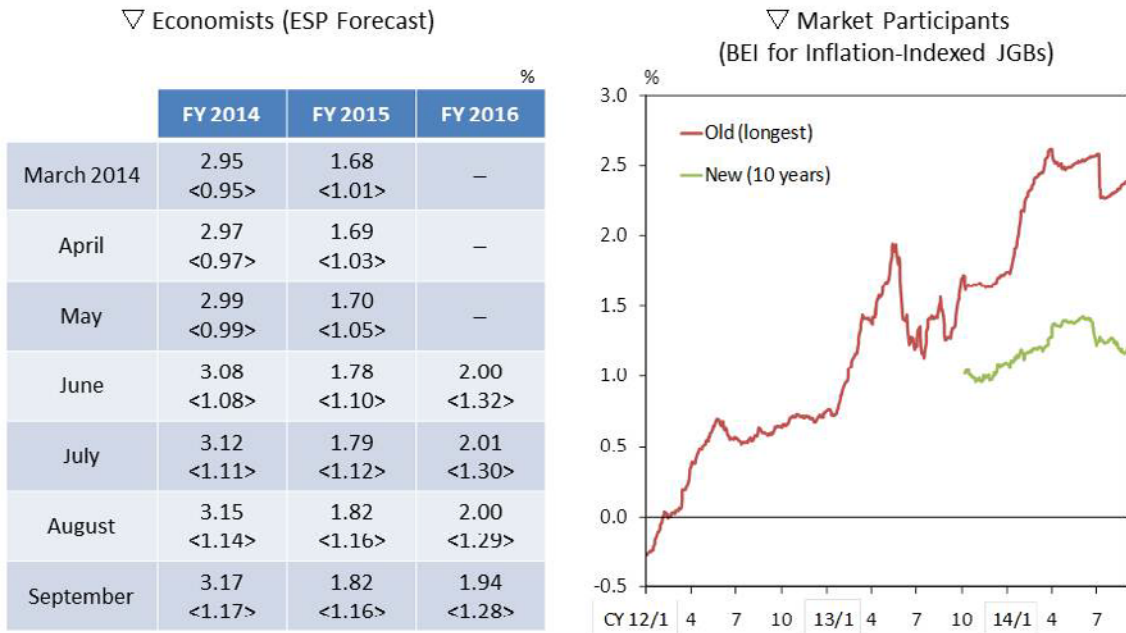 ▽ Economists (ESP Forecast)
%
FY 2014 FY 2015 FY 2016
March 2014 2.95 1.68 –
<0.95> <1.01>
April 2.97 1.69 –
<0.97> <1.03>
May 2.99 1.70 –
<0.99> <1.05>
June 3.08 1.78 2.00
<1.08> <1.10> <1.32>
July 3.12 1.79 2.01
<1.11> <1.12> <1.30>
August 3.15 1.82 2.00
<1.14> <1.16> <1.29>
September 3.17 1.82 1.94
<1.17> <1.16> <1.28>
▽ Market Participants
(BEI for Inflation-Indexed JGBs)
%
3.0
2.5
2.0
1.5
1.0
0.5
0.0
-0.5
Old (longest)
New (10 years)
CY 12/1 4 7 10 13/1 4 7 10 14/1 4 7